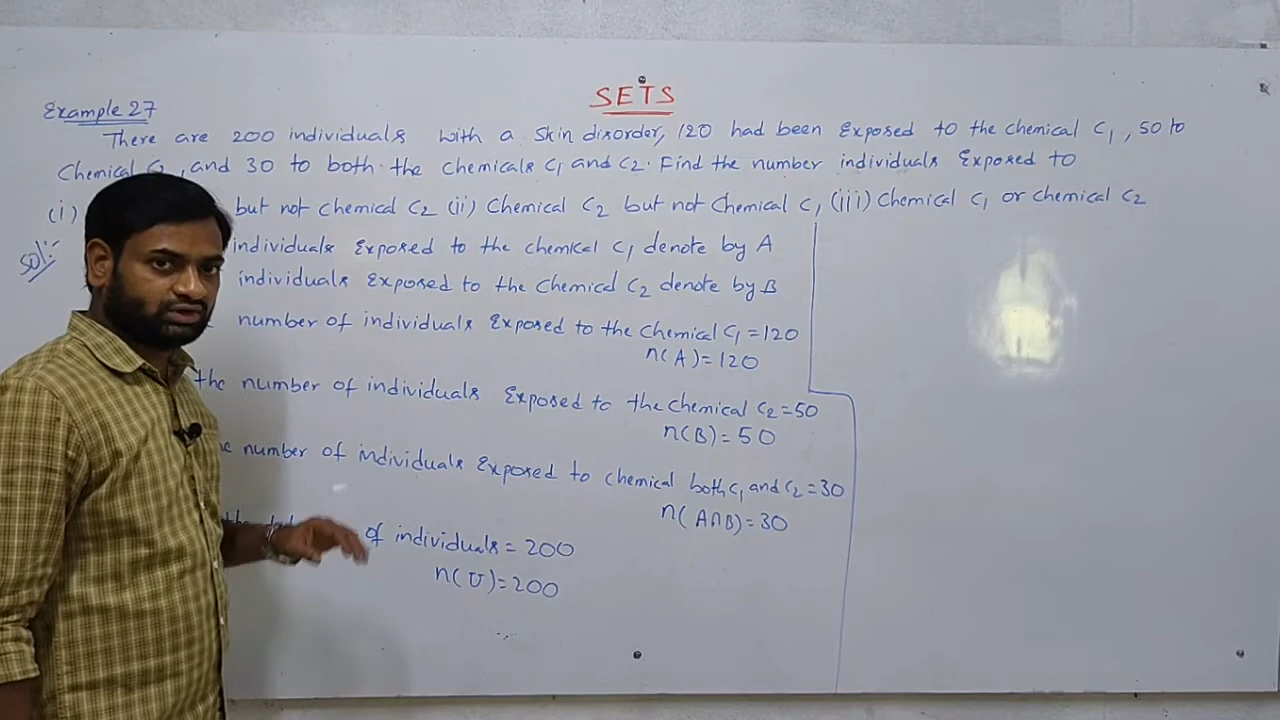 SETS
Example 27
There are 200 individuals with a skin disorder, 120 had been Exposed to the chemical C₁, 50 to
Chemical C₂, and 30 to both the Chemicals C₁ and C₂. Find the number individuals Exposed to
(i) but not Chemical C₂ (ii) Chemical C₂ but not Chemical C₁ (iii) Chemical C₁ or Chemical C₂
Sol:- individuals Exposed to the chemical C₁ denote by A
individuals Exposed to the Chemical C₂ denote by B
number of individuals Exposed to the Chemical C₁ = 120
n(A) = 120
the number of individuals Exposed to the Chemical C₂ = 50
n(B) = 50
number of individuals Exposed to chemical both C₁ and C₂ = 30
n(A∩B) = 30
of individuals = 200
n(U) = 200